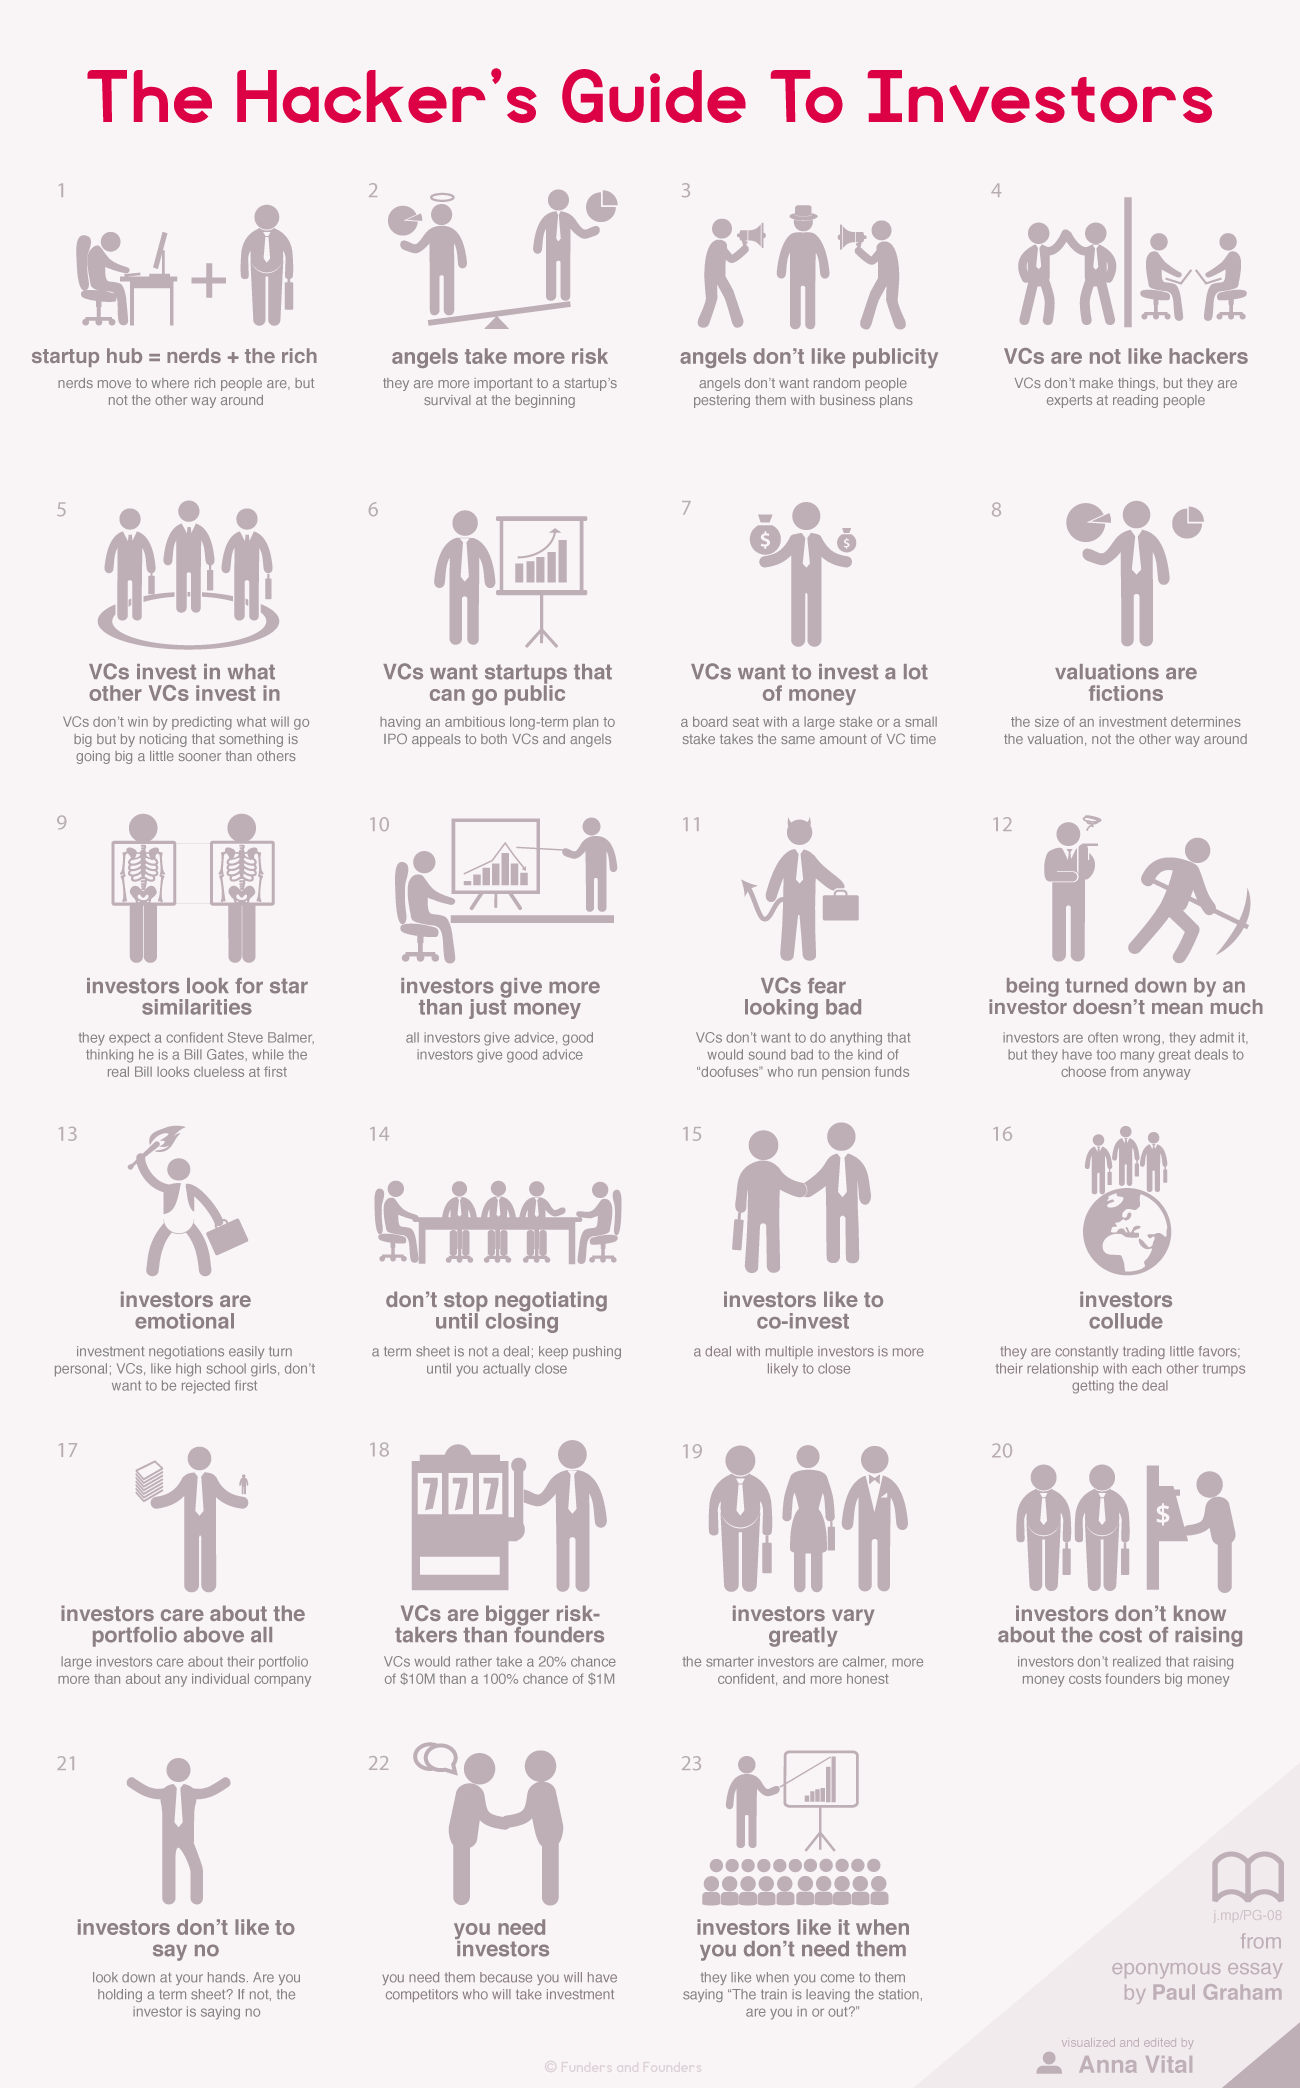 The Hacker's Guide To Investors
1
startup hub = nerds + the rich
nerds move to where rich people are, but
not the other way around
2
angels take more risk
they are more important to a startup's
survival at the beginning
3
angels don't like publicity
angels don't want random people
pestering them with business plans
4
VCs are not like hackers
VCs don't make things, but they are
experts at reading people
5
VCs invest in what
other VCs invest in
VCs don't win by predicting what will go
big but by noticing that something is
going big a little sooner than others
6
VCs want startups that
can go public
having an ambitious long-term plan to
IPO appeals to both VCs and angels
7
$
$
VCs want to invest a lot
of money
a board seat with a large stake or a small
stake takes the same amount of VC time
8
valuations are
fictions
the size of an investment determines
the valuation, not the other way around
9
investors look for star
similarities
they expect a confident Steve Balmer,
thinking he is a Bill Gates, while the
real Bill looks clueless at first
10
investors give more
than just money
all investors give advice, good
investors give good advice
11
VCs fear
looking bad
VCs don't want to do anything that
would sound bad to the kind of
"doofuses" who run pension funds
12
being turned down by an
investor doesn't mean much
investors are often wrong, they admit it,
but they have too many great deals to
choose from anyway
13
investors are
emotional
investment negotiations easily turn
personal; VCs, like high school girls, don't
want to be rejected first
14
don't stop negotiating
until closing
a term sheet is not a deal; keep pushing
until you actually close
15
investors like to
co-invest
a deal with multiple investors is more
likely to close
16
investors
collude
they are constantly trading little favors;
their relationship with each other trumps
getting the deal
17
investors care about the
portfolio above all
large investors care about their portfolio
more than about any individual company
18
777
VCs are bigger risk-
takers than founders
VCs would rather take a 20% chance
of $10M than a 100% chance of $1M
19
investors vary
greatly
the smarter investors are calmer, more
confident, and more honest
20
$
investors don't know
about the cost of raising
investors don't realized that raising
money costs founders big money
21
investors don't like to
say no
look down at your hands. Are you
holding a term sheet? If not, the
investor is saying no
22
you need
investors
you need them because you will have
competitors who will take investment
23
investors like it when
you don't need them
they like when you come to them
saying "The train is leaving the station,
are you in or out?"
j.mp/PG-08
from
eponymous essay
by Paul Graham
visualized and edited by
Anna Vital
© Funders and Founders